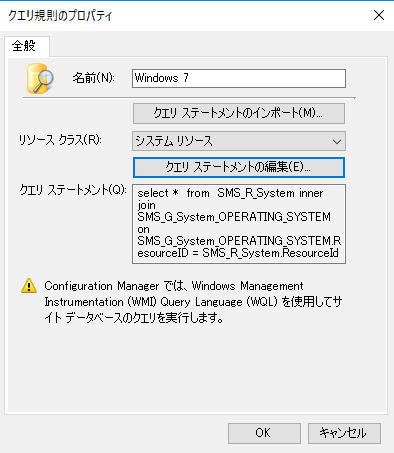 クエリ規則のプロパティ
全般
名前(N):
Windows 7
クエリ ステートメントのインポート(M)...
リソース クラス(R):
システム リソース
クエリ ステートメントの編集(E)...
クエリ ステートメント(Q):
select *  from  SMS_R_System inner
join
SMS_G_System_OPERATING_SYSTEM
on
SMS_G_System_OPERATING_SYSTEM.R
esourceID = SMS_R_System.ResourceId
Configuration Manager では、Windows Management
Instrumentation (WMI) Query Language (WQL) を使用してサ
イト データベースのクエリを実行します。
OK
キャンセル